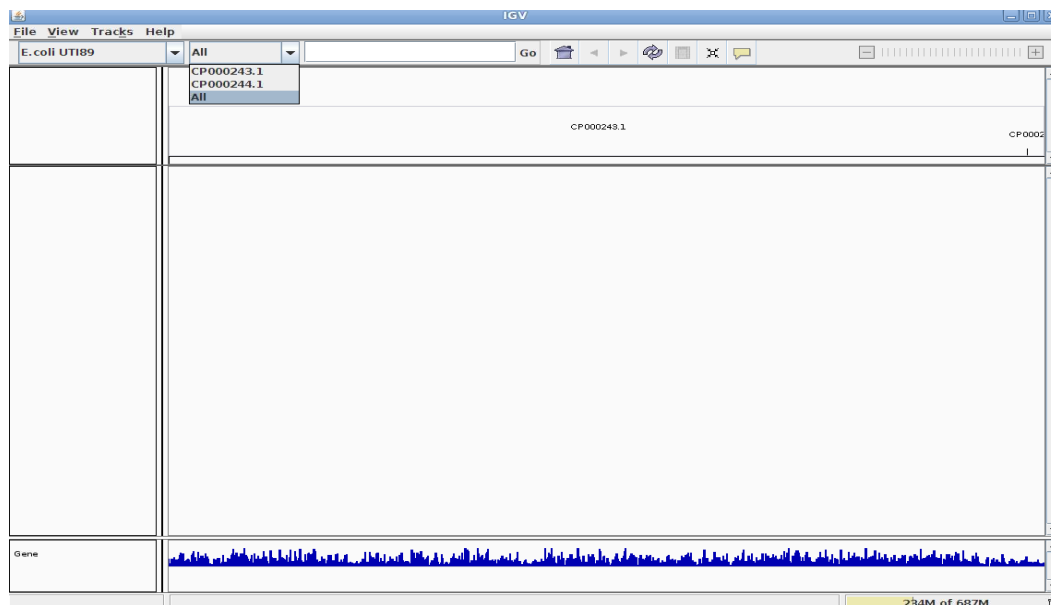 IGV
File View Tracks Help
E.coli UTI89 All Go
CP000243.1
CP000244.1
All
CP000243.1
CP0002
Gene
234M of 687M